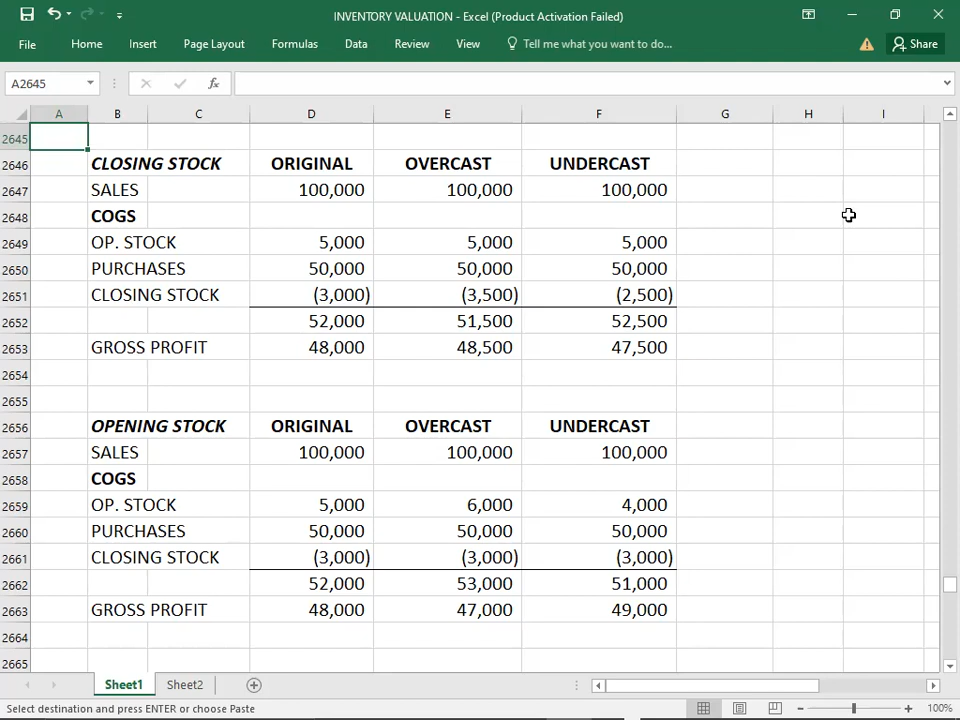 INVENTORY VALUATION - Excel (Product Activation Failed)
File Home Insert Page Layout Formulas Data Review View Tell me what you want to do... Share
A2645 fx
A B C D E F G H I
2645
2646 CLOSING STOCK ORIGINAL OVERCAST UNDERCAST
2647 SALES 100,000 100,000 100,000
2648 COGS
2649 OP. STOCK 5,000 5,000 5,000
2650 PURCHASES 50,000 50,000 50,000
2651 CLOSING STOCK (3,000) (3,500) (2,500)
2652 52,000 51,500 52,500
2653 GROSS PROFIT 48,000 48,500 47,500
2654
2655
2656 OPENING STOCK ORIGINAL OVERCAST UNDERCAST
2657 SALES 100,000 100,000 100,000
2658 COGS
2659 OP. STOCK 5,000 6,000 4,000
2660 PURCHASES 50,000 50,000 50,000
2661 CLOSING STOCK (3,000) (3,000) (3,000)
2662 52,000 53,000 51,000
2663 GROSS PROFIT 48,000 47,000 49,000
2664
2665
Sheet1 Sheet2
Select destination and press ENTER or choose Paste 100%